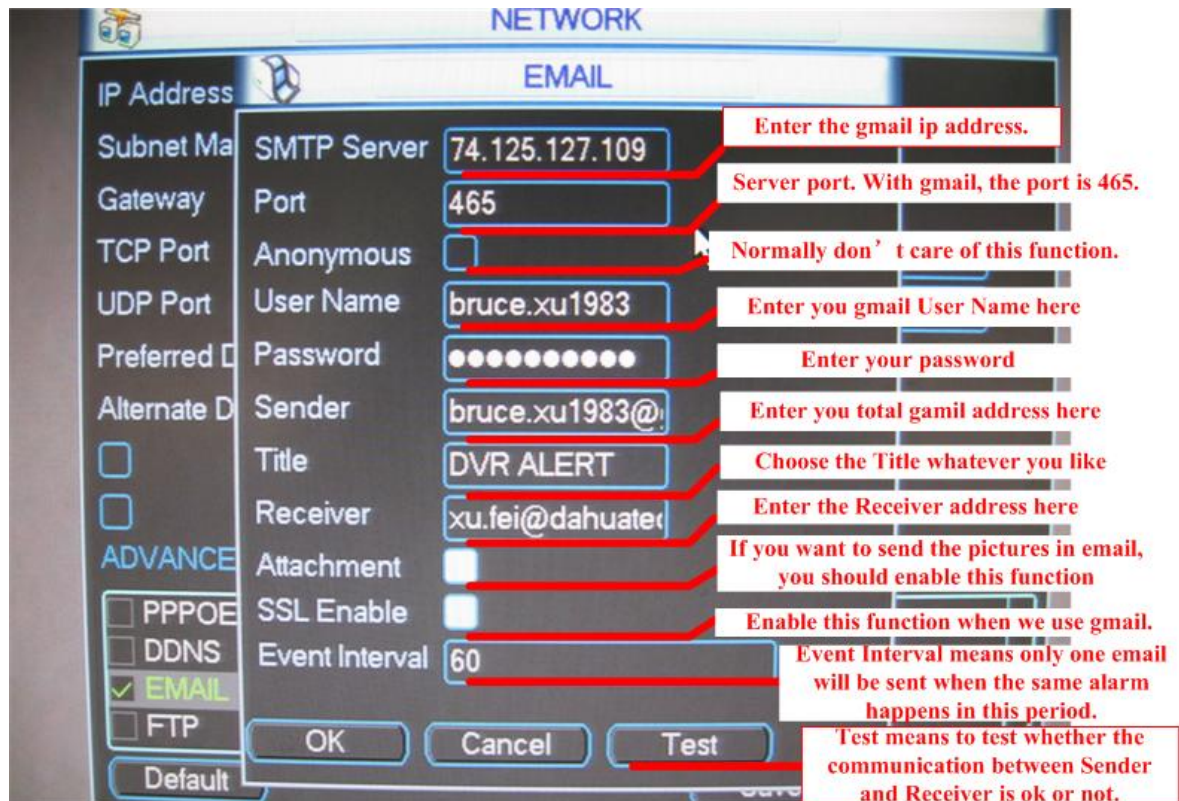 NETWORK
EMAIL
IP Address
SMTP Server 74.125.127.109
Enter the gmail ip address.
Subnet Ma
Port 465
Server port. With gmail, the port is 465.
Gateway
Anonymous
Normally don’t care of this function.
TCP Port
User Name bruce.xu1983
Enter you gmail User Name here
UDP Port
Password ●●●●●●●●●●
Enter your password
Preferred D
Sender bruce.xu1983@
Enter you total gamil address here
Alternate D
Title DVR ALERT
Choose the Title whatever you like
Receiver xu.fei@dahuatec
Enter the Receiver address here
ADVANCE
Attachment
If you want to send the pictures in email,
you should enable this function
PPPOE
SSL Enable
Enable this function when we use gmail.
DDNS
Event Interval 60
Event Interval means only one email
will be sent when the same alarm
happens in this period.
EMAIL
FTP
OK Cancel Test
Test means to test whether the
communication between Sender
and Receiver is ok or not.
Default